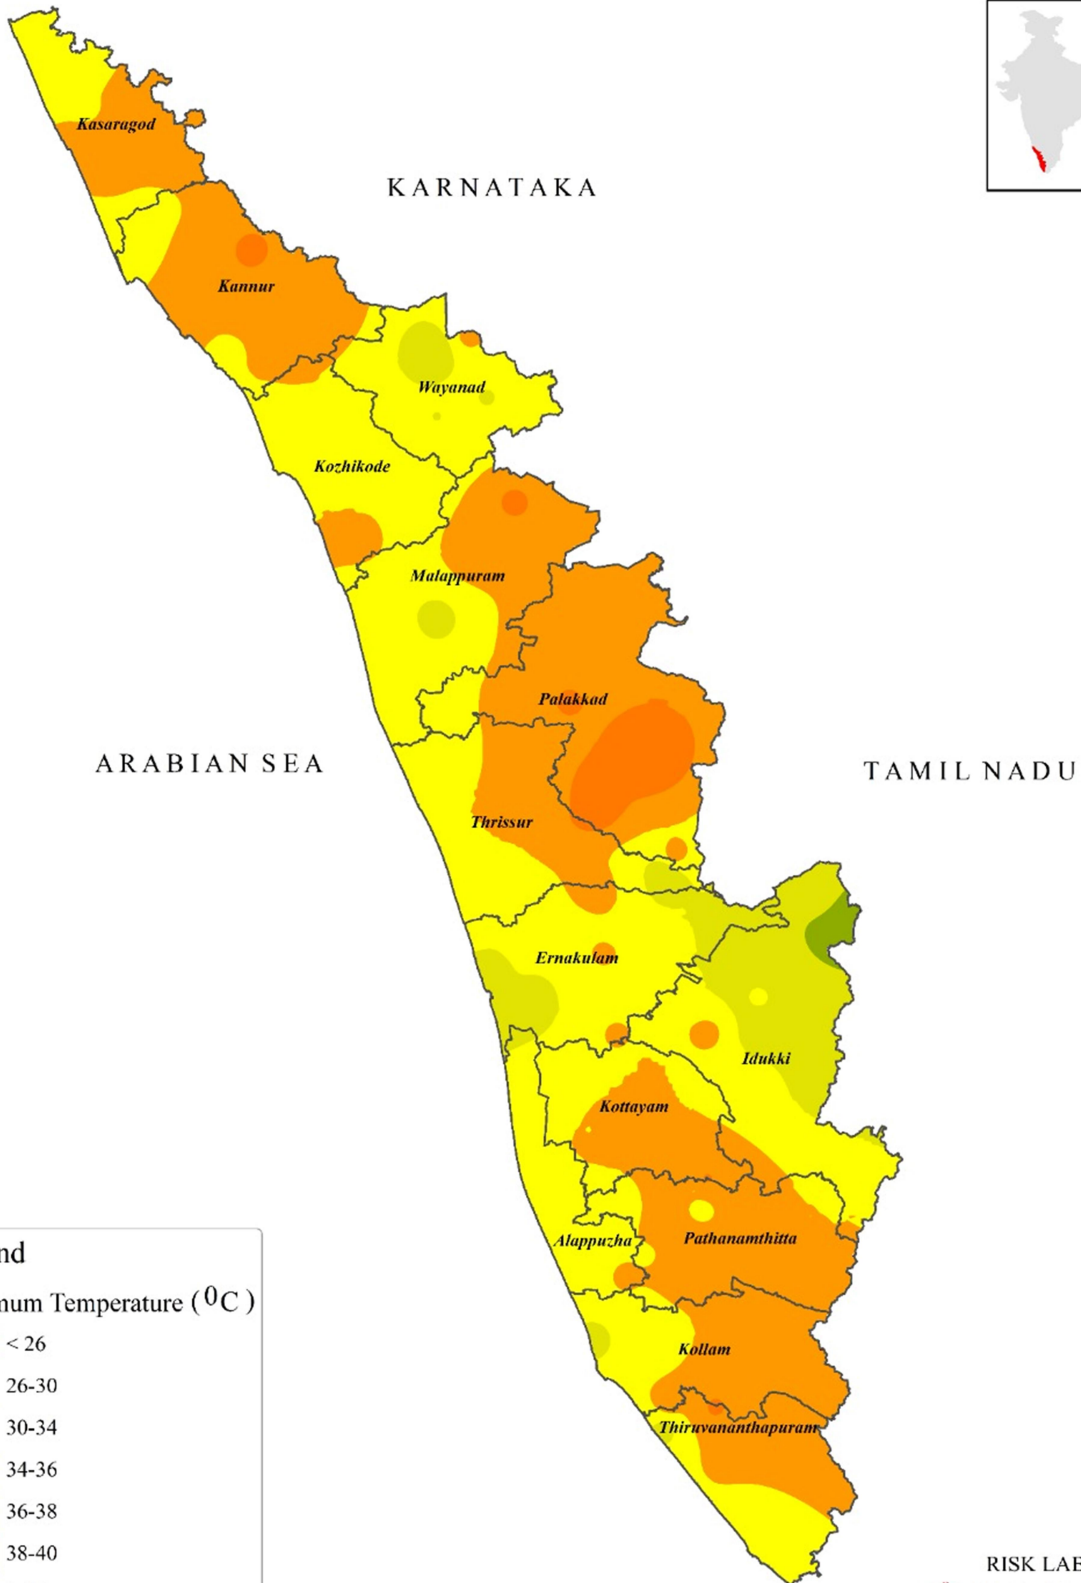 Kasaragod
KARNATAKA
Kannur
Wayanad
Kozhikode
Malappuram
Palakkad
ARABIAN SEA
TAMIL NADU
Thrissur
Ernakulam
Idukki
Kottayam
Alappuzha
Pathanamthitta
Kollam
Thiruvananthapuram
nd
num Temperature (⁰C)
< 26
26-30
30-34
34-36
36-38
38-40
RISK LAB